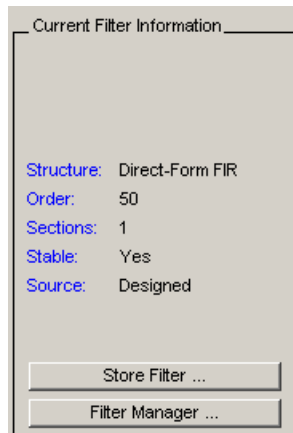 Current Filter Information
Structure: Direct-Form FIR
Order: 50
Sections: 1
Stable: Yes
Source: Designed
Store Filter ...
Filter Manager ...